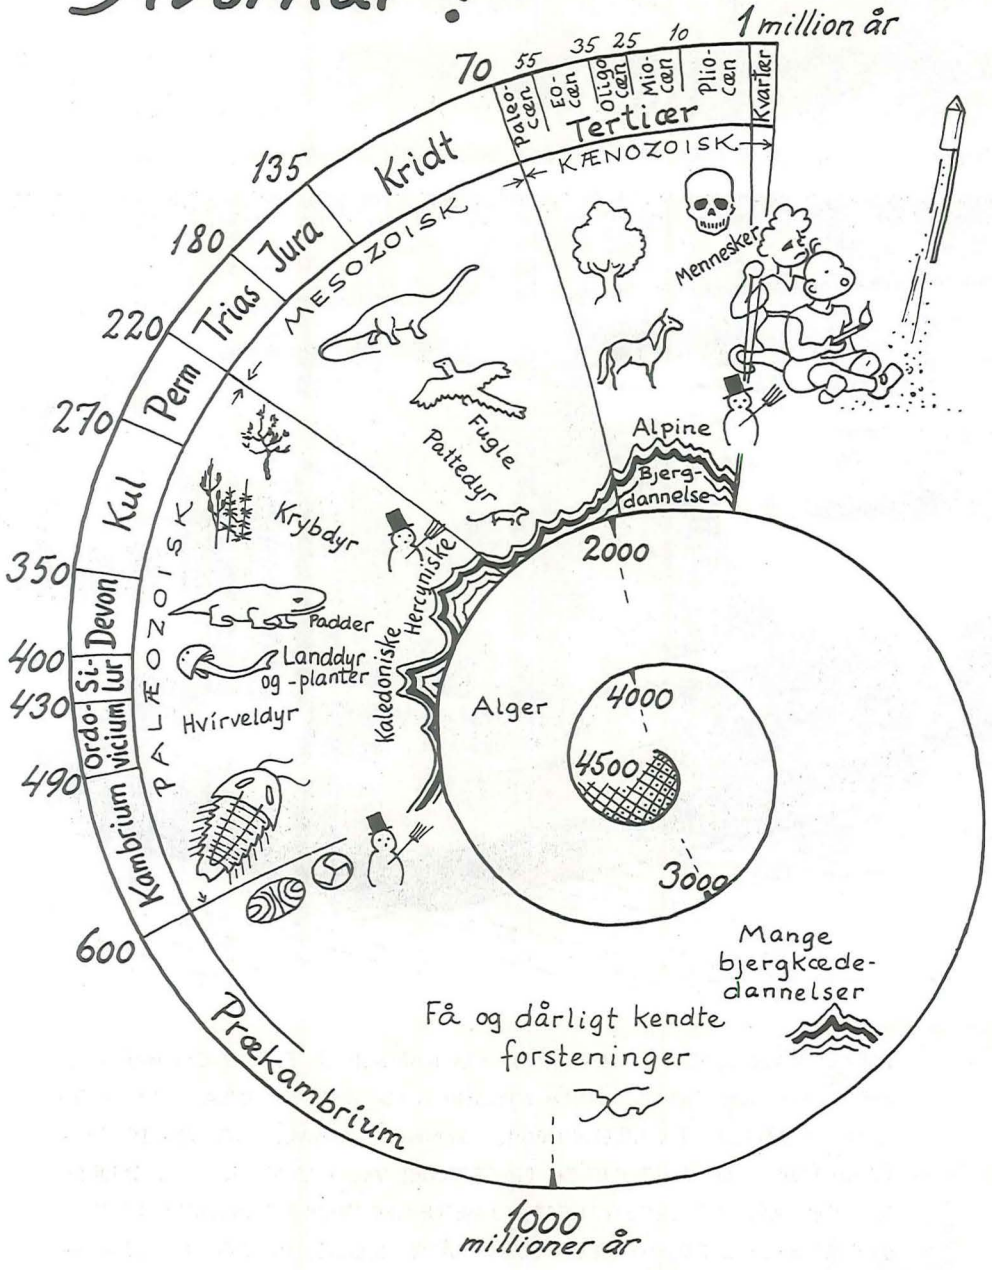 1 million år
10
25
35
55
70
135
180
220
270
350
400
430
490
600
Kvartær
Plio-
cæn
Mio-
cæn
Oligo
cæn
Eo-
cæn
Paleo-
cæn
Tertiær
Kridt
Jura
Trias
Perm
Kul
Devon
Si-
lur
Ordo-
vicium
Kambrium
Prækambrium
KÆNOZOISK
MESOZOISK
PALÆOZOISK
Mennesker
Fugle
Pattedyr
Krybdyr
Padder
Landdyr
og -planter
Hvirveldyr
Alpine
Bjerg-
dannelse
Hercyniske
Kaledoniske
2000
Alger
4000
4500
3000
Mange
bjergkæde-
dannelser
Få og dårligt kendte
forsteninger
1000
millioner år